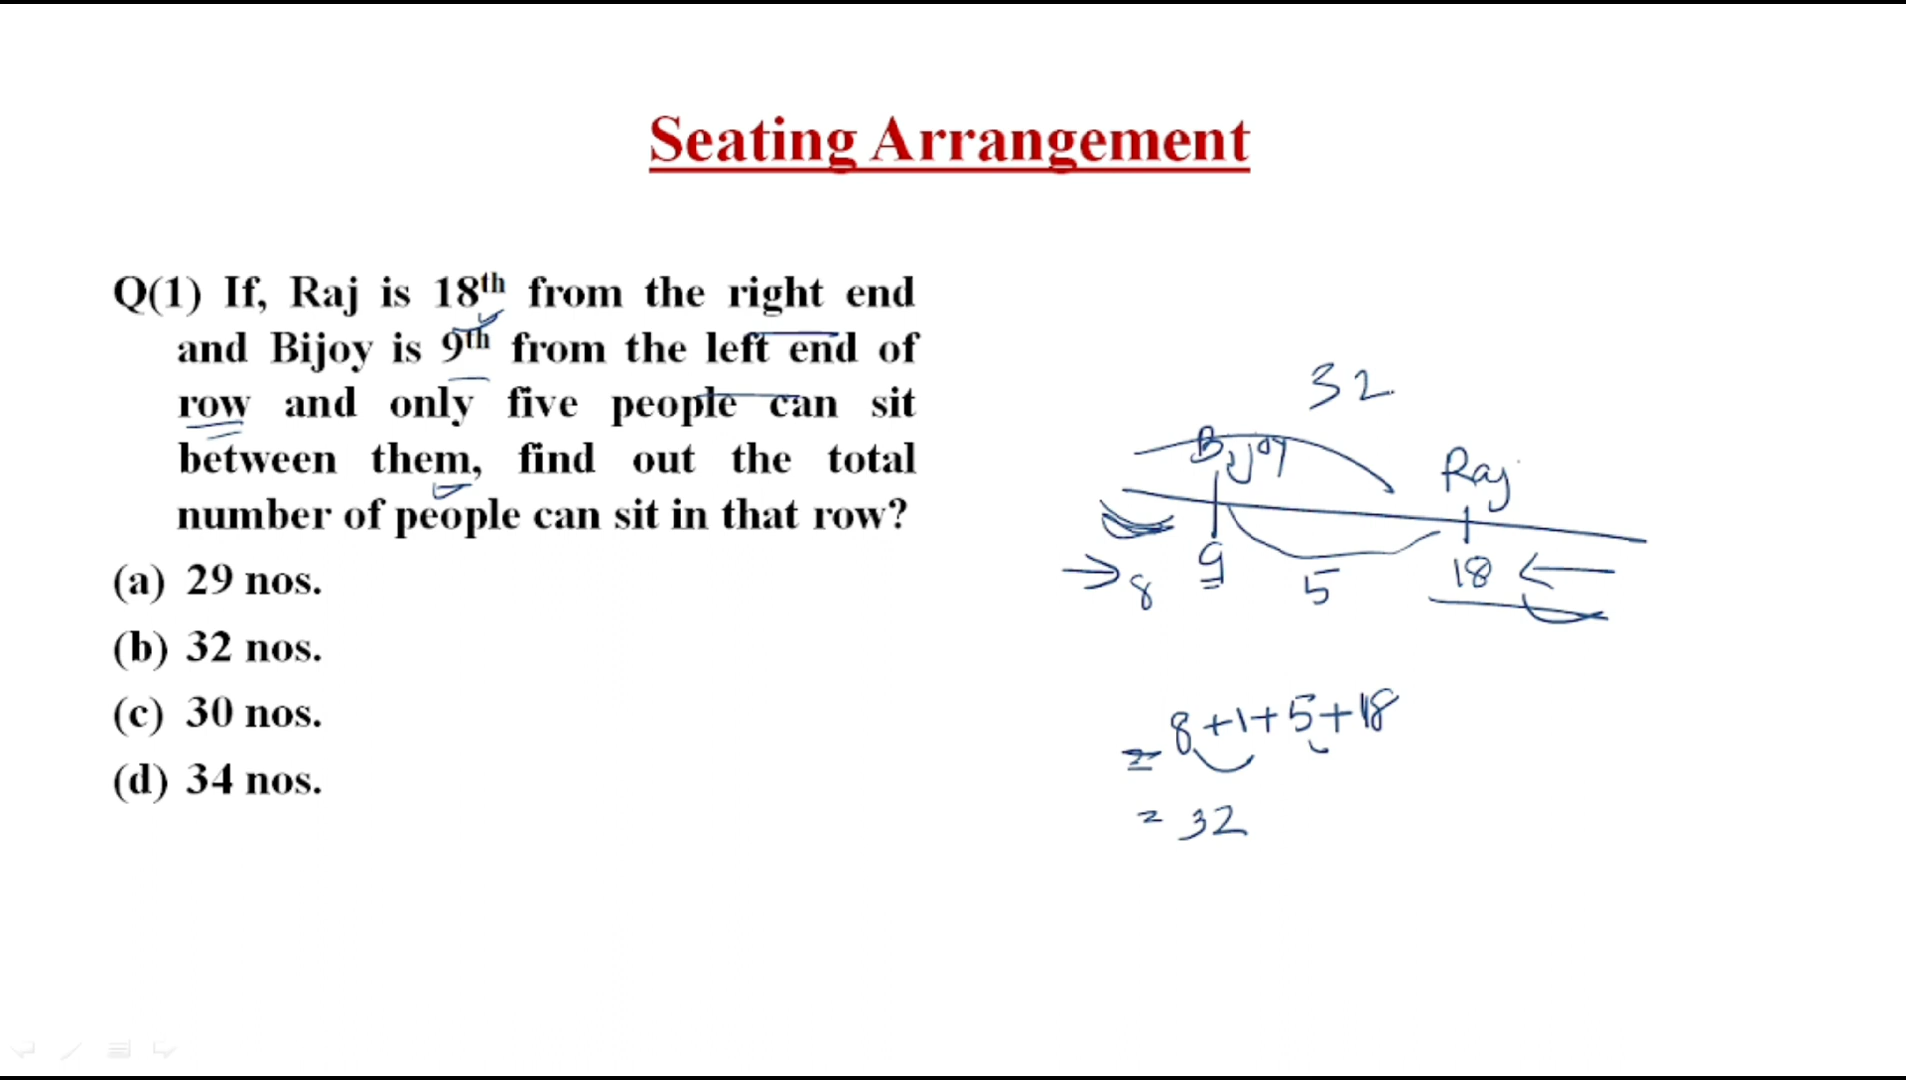 Seating Arrangement
Q(1) If, Raj is 18th from the right end
and Bijoy is 9th from the left end of
row and only five people can sit
between them, find out the total
number of people can sit in that row?
(a) 29 nos.
(b) 32 nos.
(c) 30 nos.
(d) 34 nos.
32
Bijoy Raj
8 9 5 18
= 8+1+5+18
= 32